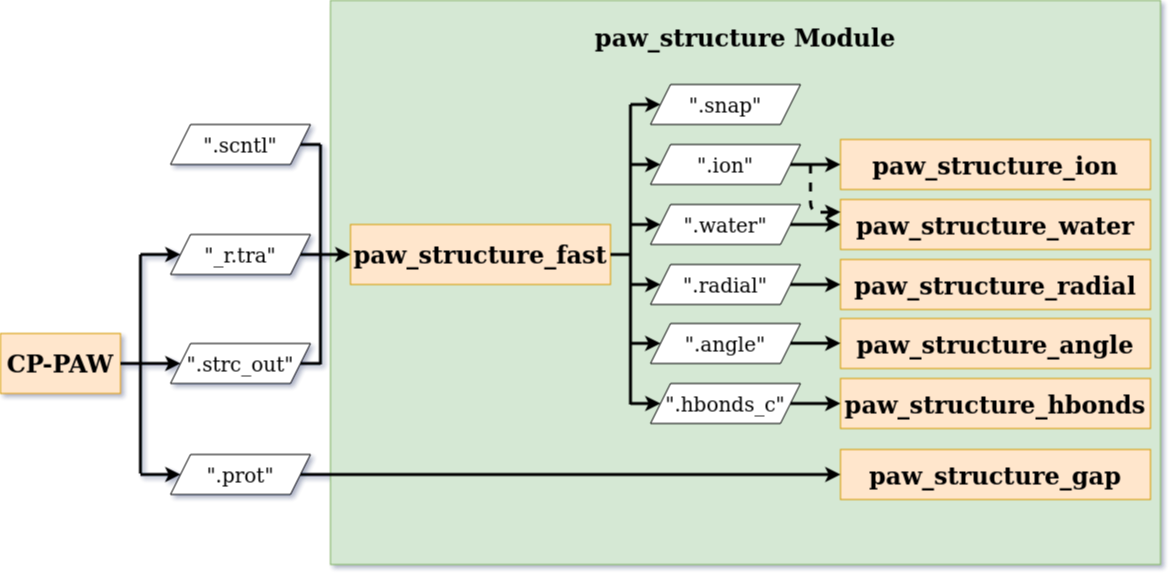 paw_structure Module
".snap"
".scntl"
".ion"
paw_structure_ion
".water"
paw_structure_water
"_r.tra"
paw_structure_fast
".radial"
paw_structure_radial
".angle"
paw_structure_angle
CP-PAW
".strc_out"
".hbonds_c"
paw_structure_hbonds
".prot"
paw_structure_gap